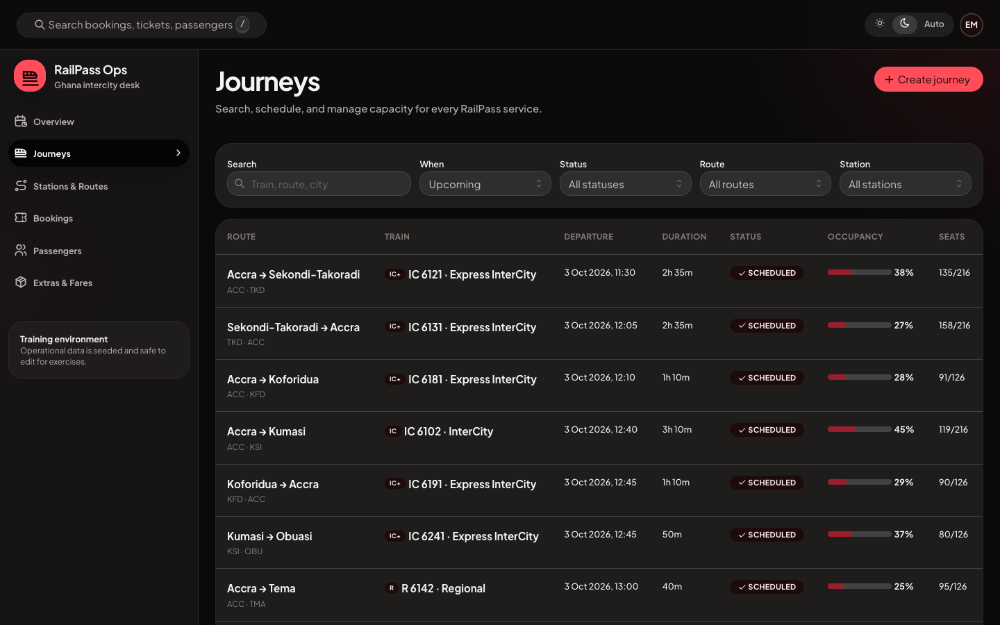 Search bookings, tickets, passengers /
Auto
EM
RailPass Ops
Ghana intercity desk
Overview
Journeys
Stations & Routes
Bookings
Passengers
Extras & Fares
Training environment
Operational data is seeded and safe to
edit for exercises.
Journeys
Search, schedule, and manage capacity for every RailPass service.
+ Create journey
Search When Status Route Station
Train, route, city Upcoming All statuses All routes All stations
ROUTE TRAIN DEPARTURE DURATION STATUS OCCUPANCY SEATS
Accra → Sekondi-Takoradi IC+ IC 6121 · Express InterCity 3 Oct 2026, 11:30 2h 35m ✓ SCHEDULED 38% 135/216
ACC · TKD
Sekondi-Takoradi → Accra IC+ IC 6131 · Express InterCity 3 Oct 2026, 12:05 2h 35m ✓ SCHEDULED 27% 158/216
TKD · ACC
Accra → Koforidua IC+ IC 6181 · Express InterCity 3 Oct 2026, 12:10 1h 10m ✓ SCHEDULED 28% 91/126
ACC · KFD
Accra → Kumasi IC IC 6102 · InterCity 3 Oct 2026, 12:40 3h 10m ✓ SCHEDULED 45% 119/216
ACC · KSI
Koforidua → Accra IC+ IC 6191 · Express InterCity 3 Oct 2026, 12:45 1h 10m ✓ SCHEDULED 29% 90/126
KFD · ACC
Kumasi → Obuasi IC+ IC 6241 · Express InterCity 3 Oct 2026, 12:45 50m ✓ SCHEDULED 37% 80/126
KSI · OBU
Accra → Tema R R 6142 · Regional 3 Oct 2026, 13:00 40m ✓ SCHEDULED 25% 95/126
ACC · TMA